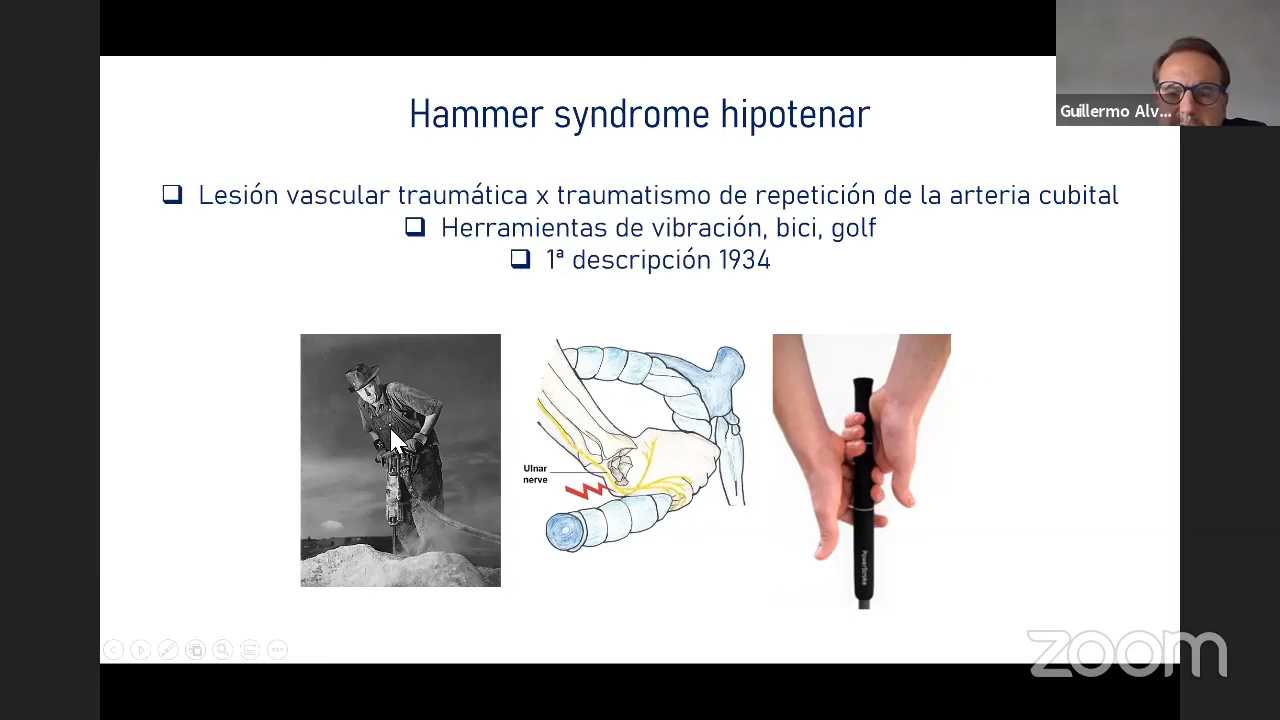 Guillermo Alv...
Hammer syndrome hipotenar
Lesión vascular traumática x traumatismo de repetición de la arteria cubital
Herramientas de vibración, bici, golf
1ª descripción 1934
Ulnar
nerve
PowerStroke
zoom